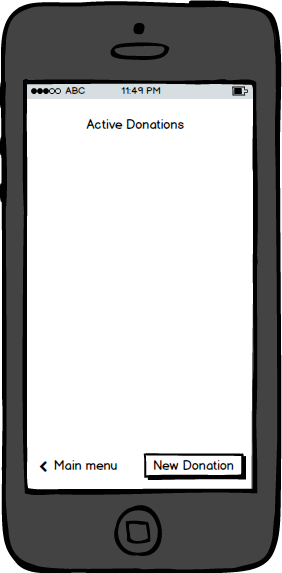 ABC 11:49 PM
Active Donations
Main menu New Donation